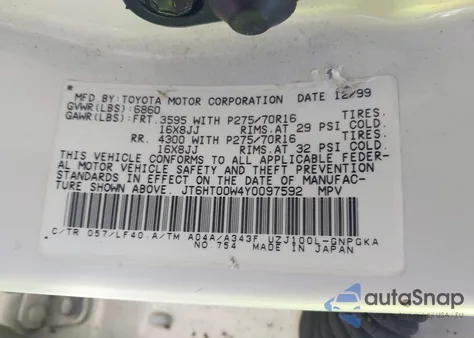 MFD. BY: TOYOTA MOTOR CORPORATION DATE 12/99
GVWR(LBS): 6860
GAWR(LBS): FRT. 3595 WITH P275/70R16 TIRES.
16X8JJ RIMS. AT 29 PSI COLD.
RR. 4300 WITH P275/70R16 TIRES.
16X8JJ RIMS. AT 32 PSI COLD.
THIS VEHICLE CONFORMS TO ALL APPLICABLE FEDER-
AL MOTOR VEHICLE SAFETY AND THEFT PREVENTION
STANDARDS IN EFFECT ON THE DATE OF MANUFAC-
TURE SHOWN ABOVE. JT6HT00W4Y0097592 MPV
C/TR 057/LF40 A/TM A04A/A343F UZJ100L-GNPGKA
NO.754 MADE IN JAPAN
autoSnap